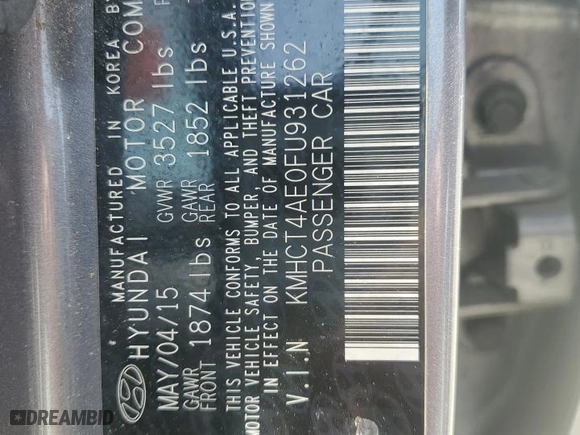 MANUFACTURED IN KOREA BY
HYUNDAI MOTOR COM
MAY/04/15 GVWR 3527 lbs
GAWR FRONT 1874 lbs GAWR REAR 1852 lbs
THIS VEHICLE CONFORMS TO ALL APPLICABLE U.S.A.
MOTOR VEHICLE SAFETY, BUMPER, AND THEFT PREVENTION
IN EFFECT ON THE DATE OF MANUFACTURE SHOWN
V.I.N KMHCT4AE0FU931262
PASSENGER CAR
DREAMBID